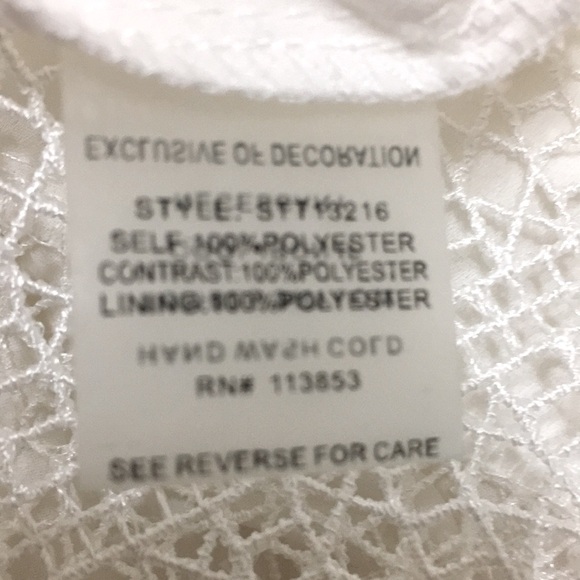 EXCLUSIVE OF DECORATION
STYLE: STT13216
SELF:100%POLYESTER
CONTRAST:100%POLYESTER
LINING:100%POLYESTER
HAND WASH COLD
RN# 113853
SEE REVERSE FOR CARE